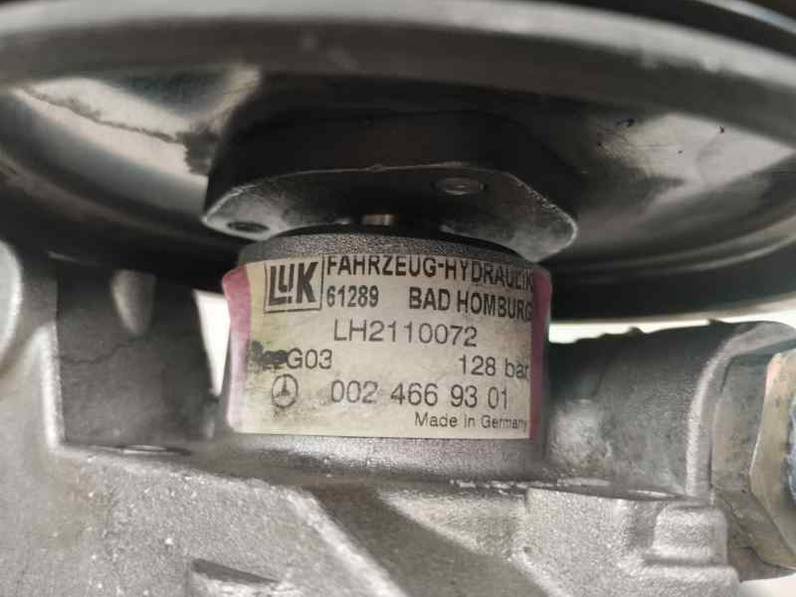 LuK FAHRZEUG-HYDRAULIK
61289 BAD HOMBURG
LH2110072
G03 128 bar
002 466 93 01
Made in Germany